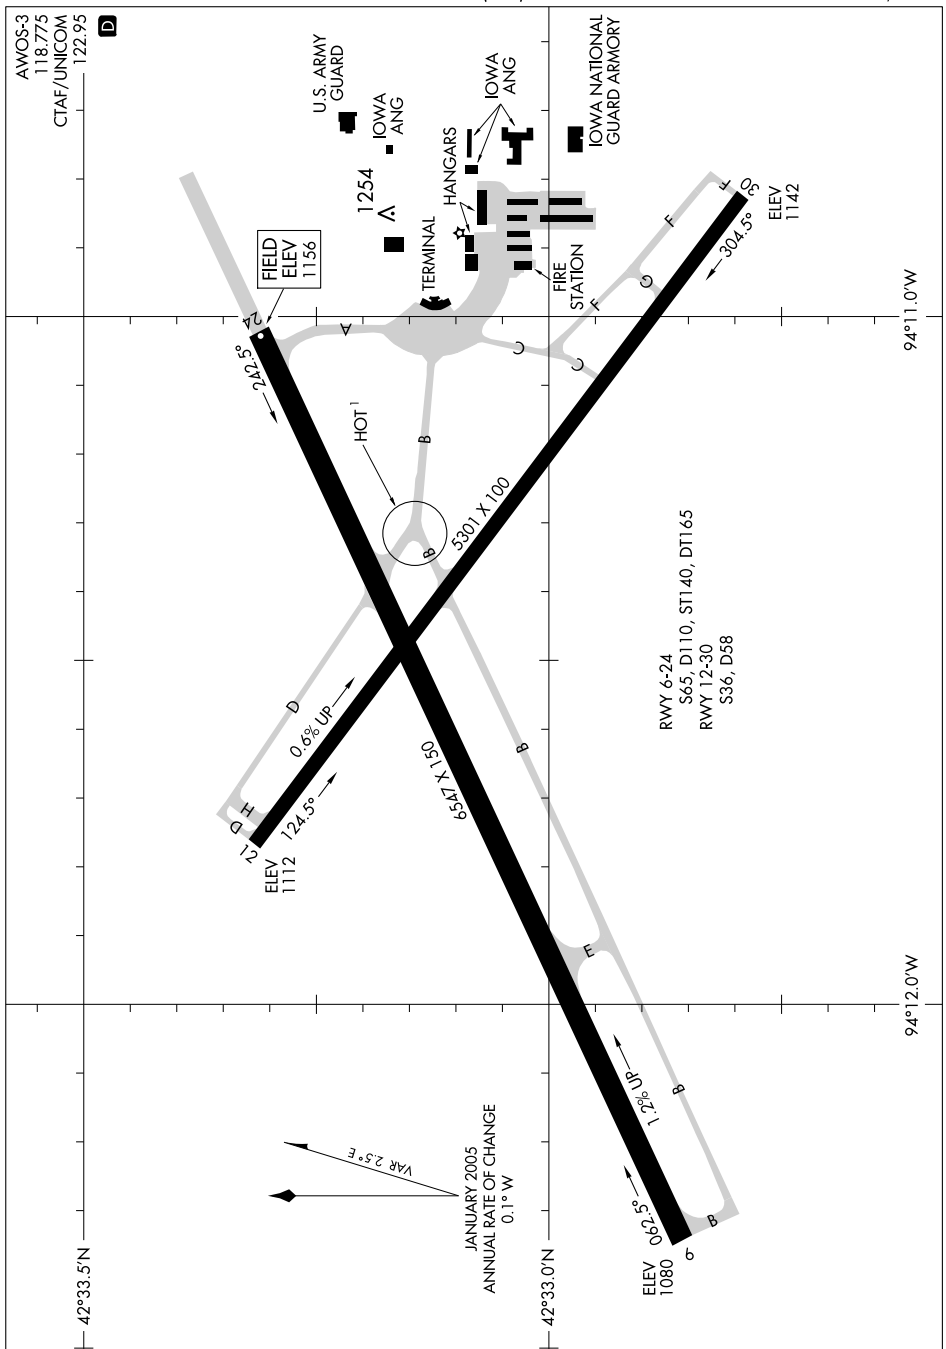 AWOS-3
118.775
CTAF/UNICOM
122.95
D
U.S. ARMY
GUARD
IOWA
ANG
1254
IOWA
ANG
IOWA NATIONAL
GUARD ARMORY
HANGARS
TERMINAL
FIRE
STATION
FIELD
ELEV
1156
24
242.5°
A
HOT 1
B
B
C
C
F
F
F
G
30
304.5°
ELEV
1142
94°11.0'W
5301 X 100
D
0.6% UP
H
D
12
124.5°
ELEV
1112
6547 X 150
B
E
RWY 6-24
S65, D110, ST140, DT165
RWY 12-30
S36, D58
94°12.0'W
B
1.2% UP
062.5°
B
6
ELEV
1080
VAR 2.5° E
JANUARY 2005
ANNUAL RATE OF CHANGE
0.1° W
42°33.5'N
42°33.0'N